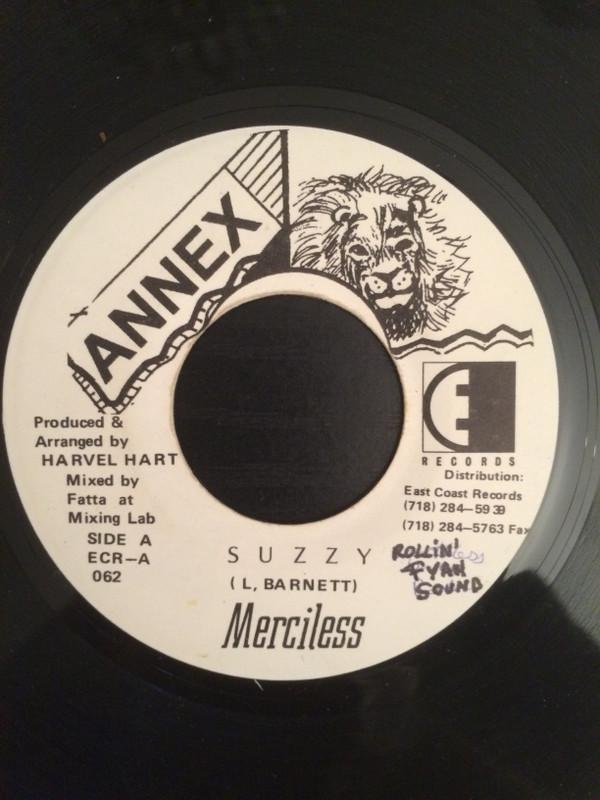 ANNEX
Produced &
Arranged by
HARVEL HART
Mixed by
Fatta at
Mixing Lab
SIDE A
ECR-A
062
E
RECORDS
Distribution:
East Coast Records
(718) 284-5939
(718) 284-5763 Fax
ROLLIN'
FYAH
SOUND
SUZZY
(L, BARNETT)
Merciless